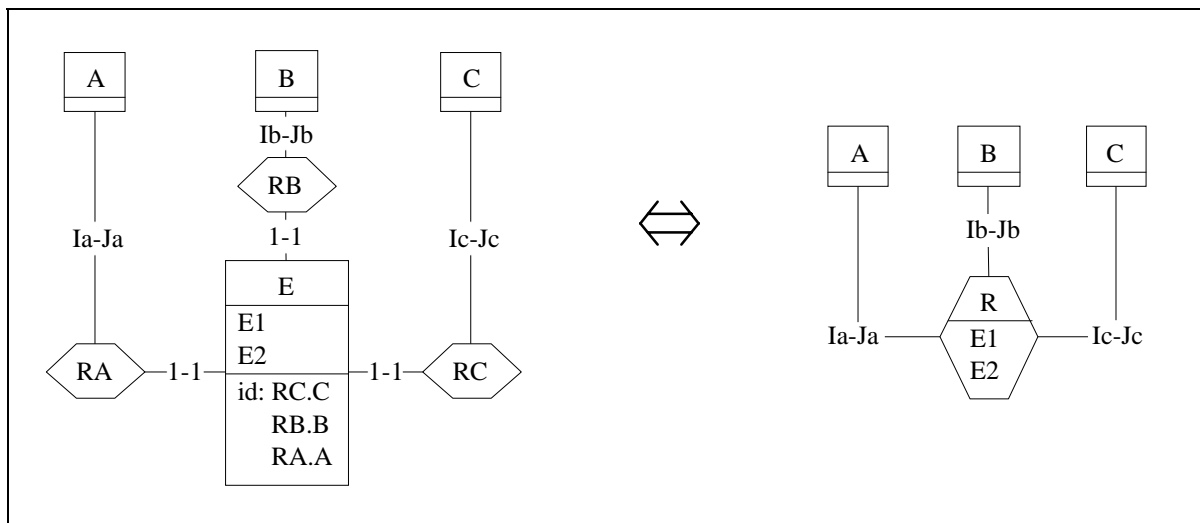 A
B
C
Ib-Jb
RB
Ia-Ja
1-1
Ic-Jc
E
E1
E2
RA
1-1
1-1
RC
id: RC.C
RB.B
RA.A
A
B
C
Ib-Jb
R
Ia-Ja
E1
E2
Ic-Jc